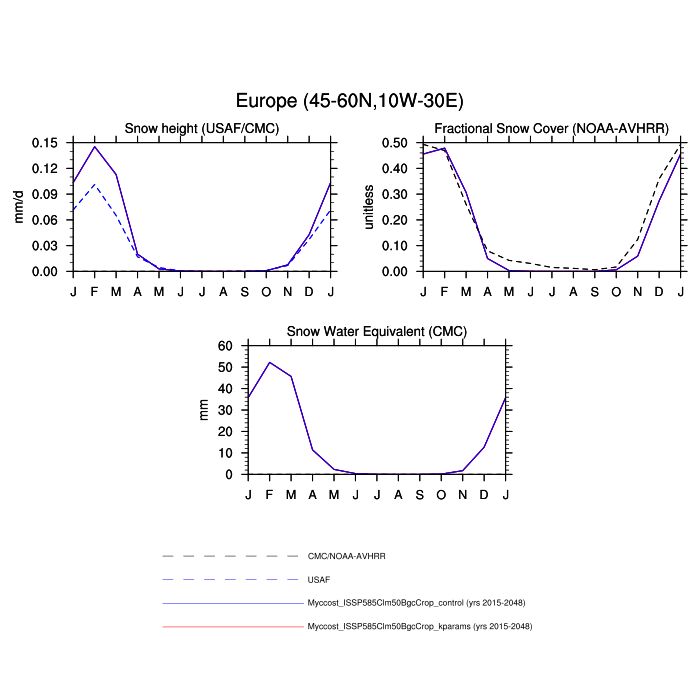 Europe (45-60N,10W-30E)
Snow height (USAF/CMC)
mm/d
0.15
0.12
0.09
0.06
0.03
0.00
J F M A M J J A S O N D J
Fractional Snow Cover (NOAA-AVHRR)
unitless
0.50
0.40
0.30
0.20
0.10
0.00
J F M A M J J A S O N D J
Snow Water Equivalent (CMC)
mm
60
50
40
30
20
10
0
J F M A M J J A S O N D J
CMC/NOAA-AVHRR
USAF
Myccost_ISSP585Clm50BgcCrop_control (yrs 2015-2048)
Myccost_ISSP585Clm50BgcCrop_kparams (yrs 2015-2048)